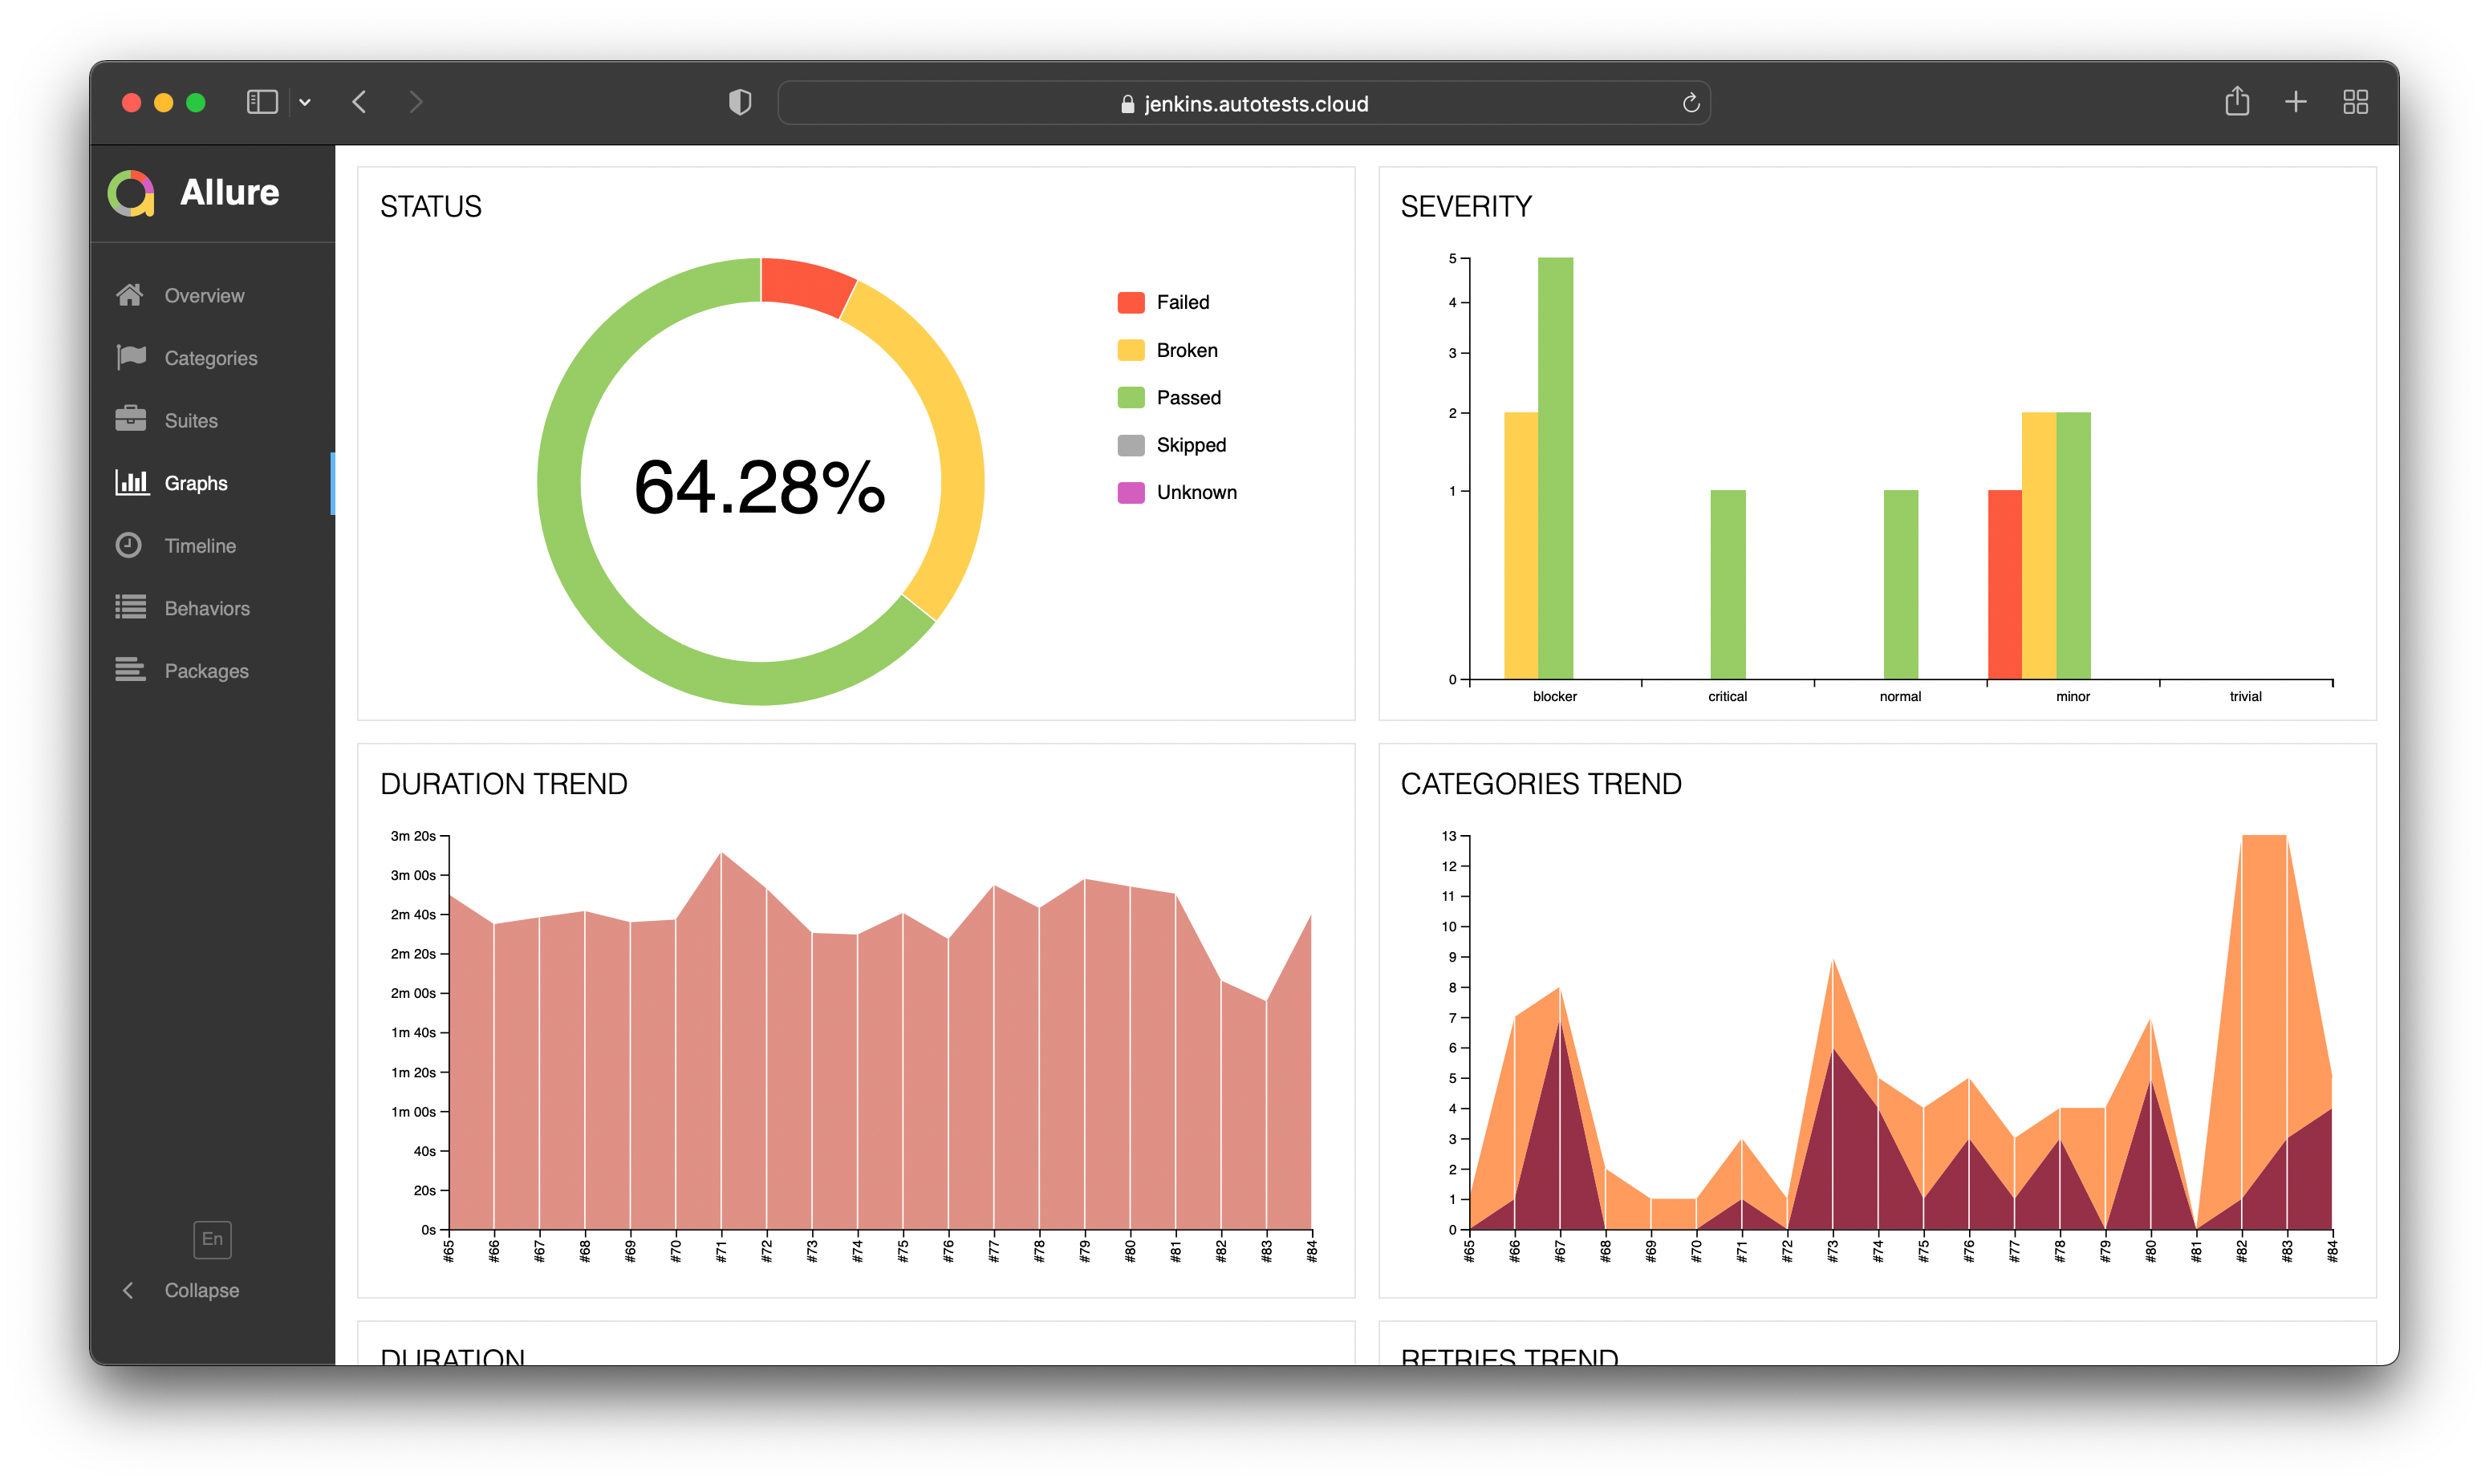 jenkins.autotests.cloud
Allure
Overview
Categories
Suites
Graphs
Timeline
Behaviors
Packages
En
Collapse
STATUS
64.28%
Failed
Broken
Passed
Skipped
Unknown
SEVERITY
5
4
3
2
1
0
blocker critical normal minor trivial
DURATION TREND
3m 20s
3m 00s
2m 40s
2m 20s
2m 00s
1m 40s
1m 20s
1m 00s
40s
20s
0s
#65 #66 #67 #68 #69 #70 #71 #72 #73 #74 #75 #76 #77 #78 #79 #80 #81 #82 #83 #84
CATEGORIES TREND
13
12
11
10
9
8
7
6
5
4
3
2
1
0
#65 #66 #67 #68 #69 #70 #71 #72 #73 #74 #75 #76 #77 #78 #79 #80 #81 #82 #83 #84
DURATION
RETRIES TREND